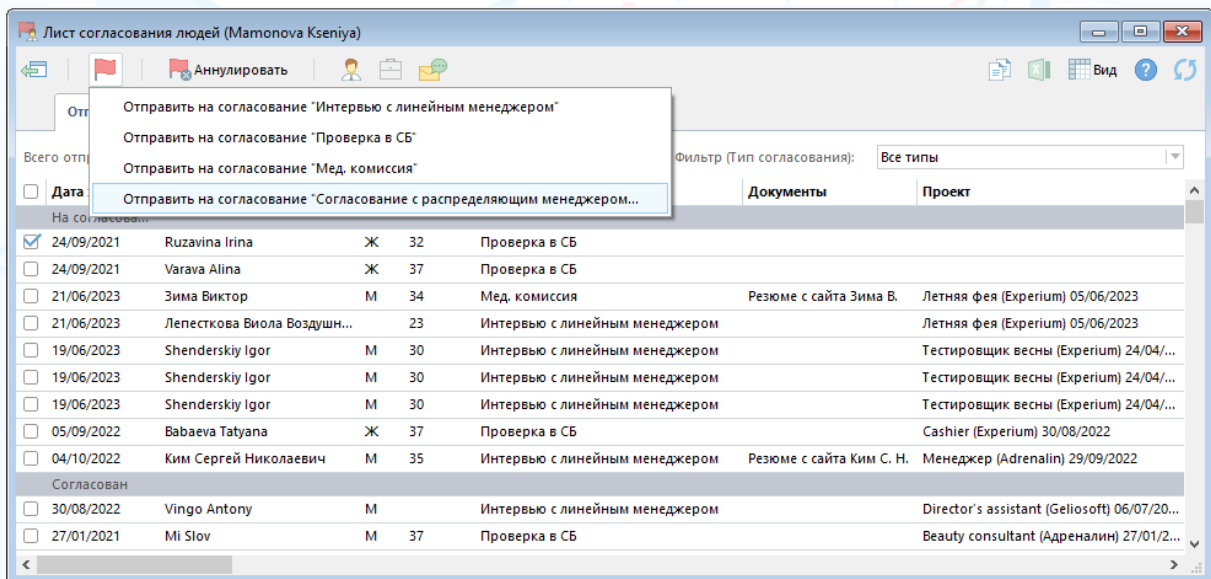 Лист согласования людей (Mamonova Kseniya)
Аннулировать Вид
Отправить на согласование "Интервью с линейным менеджером"
Отправить на согласование "Проверка в СБ"
Отправить на согласование "Мед. комиссия"
Отправить на согласование "Согласование с распределяющим менеджером...
Отп
Всего отп Фильтр (Тип согласования): Все типы
Дата Документы Проект
На согласова...
24/09/2021 Ruzavina Irina Ж 32 Проверка в СБ
24/09/2021 Varava Alina Ж 37 Проверка в СБ
21/06/2023 Зима Виктор М 34 Мед. комиссия Резюме с сайта Зима В. Летняя фея (Experium) 05/06/2023
21/06/2023 Лепесткова Виола Воздушн... 23 Интервью с линейным менеджером Летняя фея (Experium) 05/06/2023
19/06/2023 Shenderskiy Igor М 30 Интервью с линейным менеджером Тестировщик весны (Experium) 24/04/...
19/06/2023 Shenderskiy Igor М 30 Интервью с линейным менеджером Тестировщик весны (Experium) 24/04/...
19/06/2023 Shenderskiy Igor М 30 Интервью с линейным менеджером Тестировщик весны (Experium) 24/04/...
05/09/2022 Babaeva Tatyana Ж 37 Проверка в СБ Cashier (Experium) 30/08/2022
04/10/2022 Ким Сергей Николаевич М 35 Интервью с линейным менеджером Резюме с сайта Ким С. Н. Менеджер (Adrenalin) 29/09/2022
Согласован
30/08/2022 Vingo Antony М Интервью с линейным менеджером Director's assistant (Geliosoft) 06/07/20...
27/01/2021 Mi Slov М 37 Проверка в СБ Beauty consultant (Адреналин) 27/01/2...